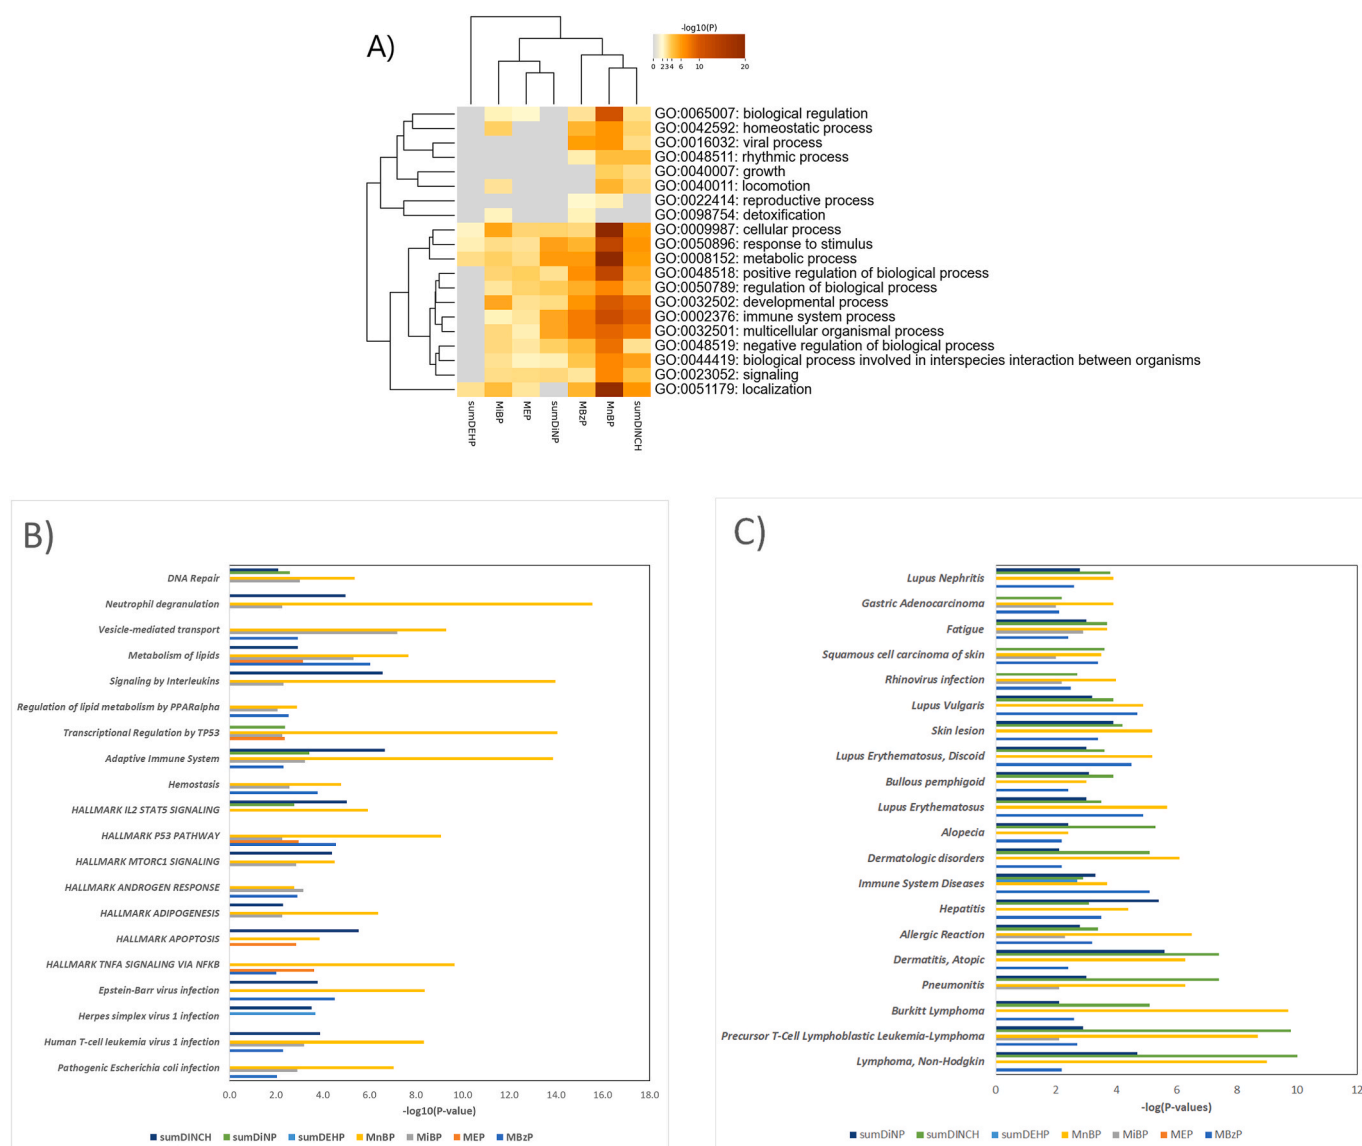 A)
-log10(P)
0 2 3 4 6 10 20
GO:0065007: biological regulation
GO:0042592: homeostatic process
GO:0016032: viral process
GO:0048511: rhythmic process
GO:0040007: growth
GO:0040011: locomotion
GO:0022414: reproductive process
GO:0098754: detoxification
GO:0009987: cellular process
GO:0050896: response to stimulus
GO:0008152: metabolic process
GO:0048518: positive regulation of biological process
GO:0050789: regulation of biological process
GO:0032502: developmental process
GO:0002376: immune system process
GO:0032501: multicellular organismal process
GO:0048519: negative regulation of biological process
GO:0044419: biological process involved in interspecies interaction between organisms
GO:0023052: signaling
GO:0051179: localization
sumDEHP MiBP MEP sumDiNP MBzP MnBP sumDINCH
B)
DNA Repair
Neutrophil degranulation
Vesicle-mediated transport
Metabolism of lipids
Signaling by Interleukins
Regulation of lipid metabolism by PPARalpha
Transcriptional Regulation by TP53
Adaptive Immune System
Hemostasis
HALLMARK IL2 STAT5 SIGNALING
HALLMARK P53 PATHWAY
HALLMARK MTORC1 SIGNALING
HALLMARK ANDROGEN RESPONSE
HALLMARK ADIPOGENESIS
HALLMARK APOPTOSIS
HALLMARK TNFA SIGNALING VIA NFKB
Epstein-Barr virus infection
Herpes simplex virus 1 infection
Human T-cell leukemia virus 1 infection
Pathogenic Escherichia coli infection
0.0 2.0 4.0 6.0 8.0 10.0 12.0 14.0 16.0 18.0
-log10(P-value)
sumDINCH sumDiNP sumDEHP MnBP MiBP MEP MBzP
C)
Lupus Nephritis
Gastric Adenocarcinoma
Fatigue
Squamous cell carcinoma of skin
Rhinovirus infection
Lupus Vulgaris
Skin lesion
Lupus Erythematosus, Discoid
Bullous pemphigoid
Lupus Erythematosus
Alopecia
Dermatologic disorders
Immune System Diseases
Hepatitis
Allergic Reaction
Dermatitis, Atopic
Pneumonitis
Burkitt Lymphoma
Precursor T-Cell Lymphoblastic Leukemia-Lymphoma
Lymphoma, Non-Hodgkin
0 2 4 6 8 10 12
-log(P-values)
sumDiNP sumDINCH sumDEHP MnBP MiBP MEP MBzP